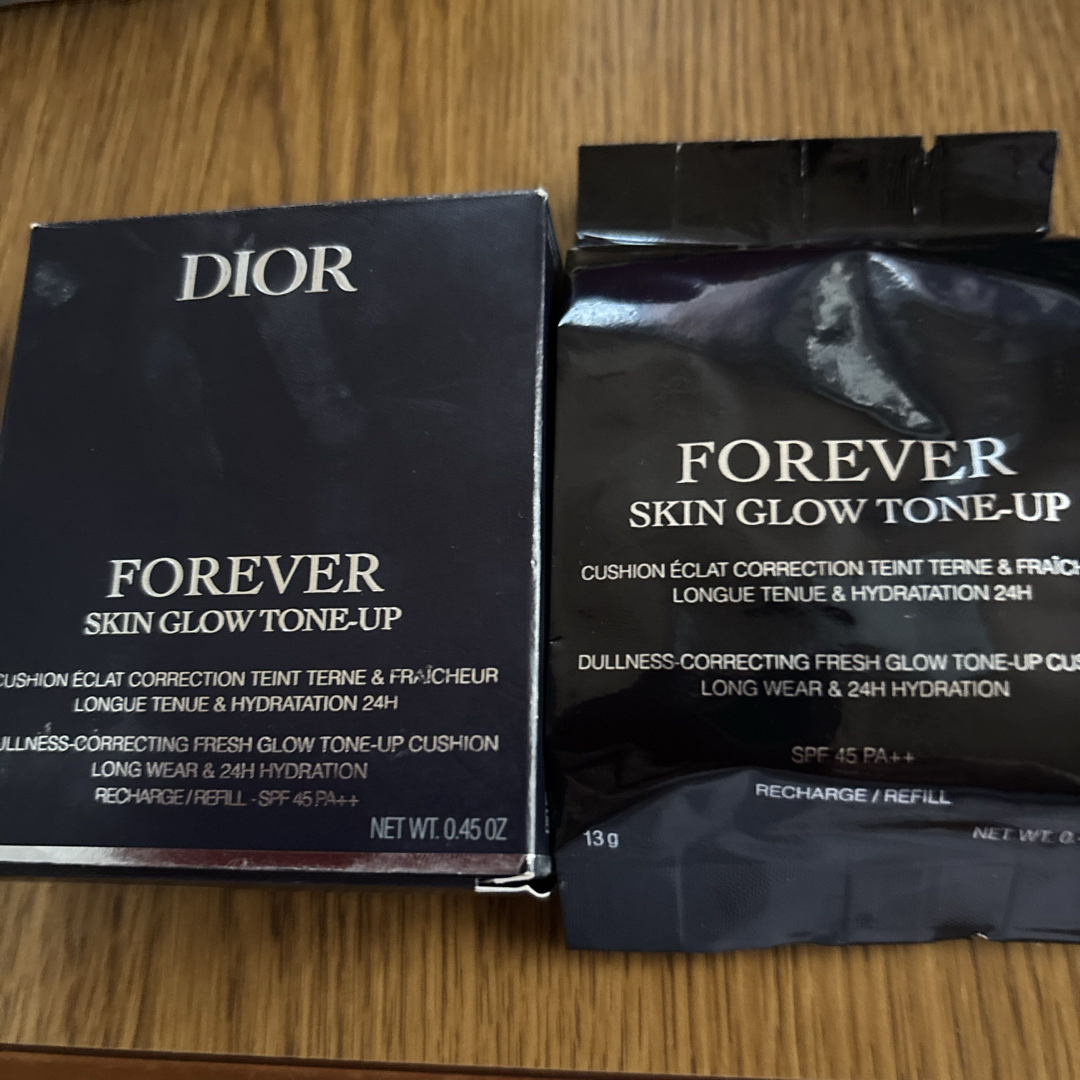 DIOR
FOREVER
SKIN GLOW TONE-UP
CUSHION ÉCLAT CORRECTION TEINT TERNE & FRAÎCHEUR
LONGUE TENUE & HYDRATATION 24H
DULLNESS-CORRECTING FRESH GLOW TONE-UP CUSHION
LONG WEAR & 24H HYDRATION
RECHARGE / REFILL - SPF 45 PA++
NET WT. 0.45 OZ
FOREVER
SKIN GLOW TONE-UP
CUSHION ÉCLAT CORRECTION TEINT TERNE &
LONGUE TENUE & HYDRATATION 24H
DULLNESS-CORRECTING FRESH GLOW TONE-UP
LONG WEAR & 24H HYDRATION
SPF 45 PA++
RECHARGE / REFILL
13 g
NET WT.